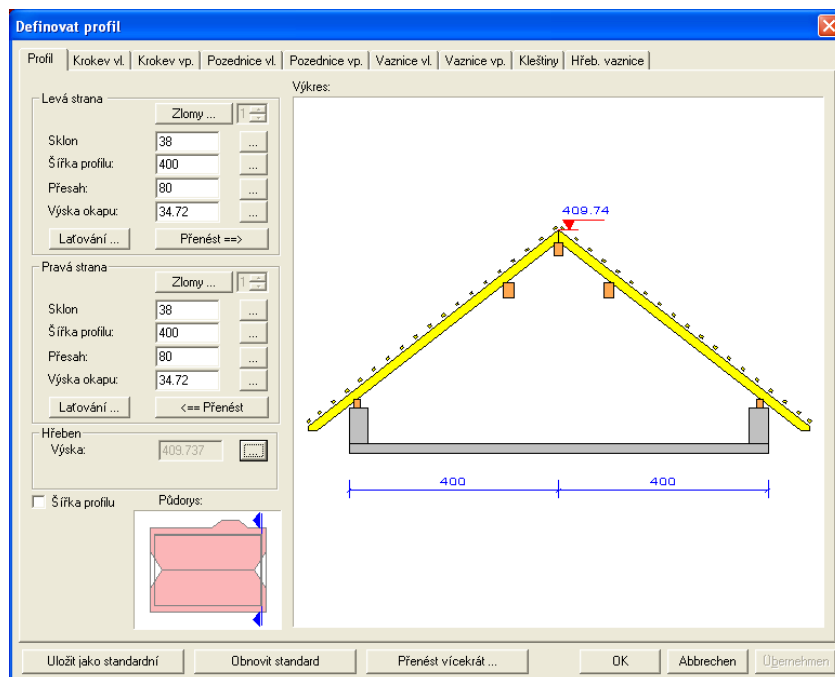 Definovat profil
Profil Krokev vl. Krokev vp. Pozednice vl. Pozednice vp. Vaznice vl. Vaznice vp. Kleštiny Hřeb. vaznice
Levá strana
Zlomy ... 1
Sklon 38 ...
Šířka profilu: 400 ...
Přesah: 80 ...
Výska okapu: 34.72 ...
Laťování ... Přenést ==>
Pravá strana
Zlomy ... 1
Sklon 38 ...
Šířka profilu: 400 ...
Přesah: 80 ...
Výska okapu: 34.72 ...
Laťování ... <== Přenést
Hřeben
Výska: 409.737 ...
Šířka profilu Půdorys:
Výkres:
409.74
400 400
Uložit jako standardní Obnovit standard Přenést vícekrát ... OK Abbrechen Übernehmen